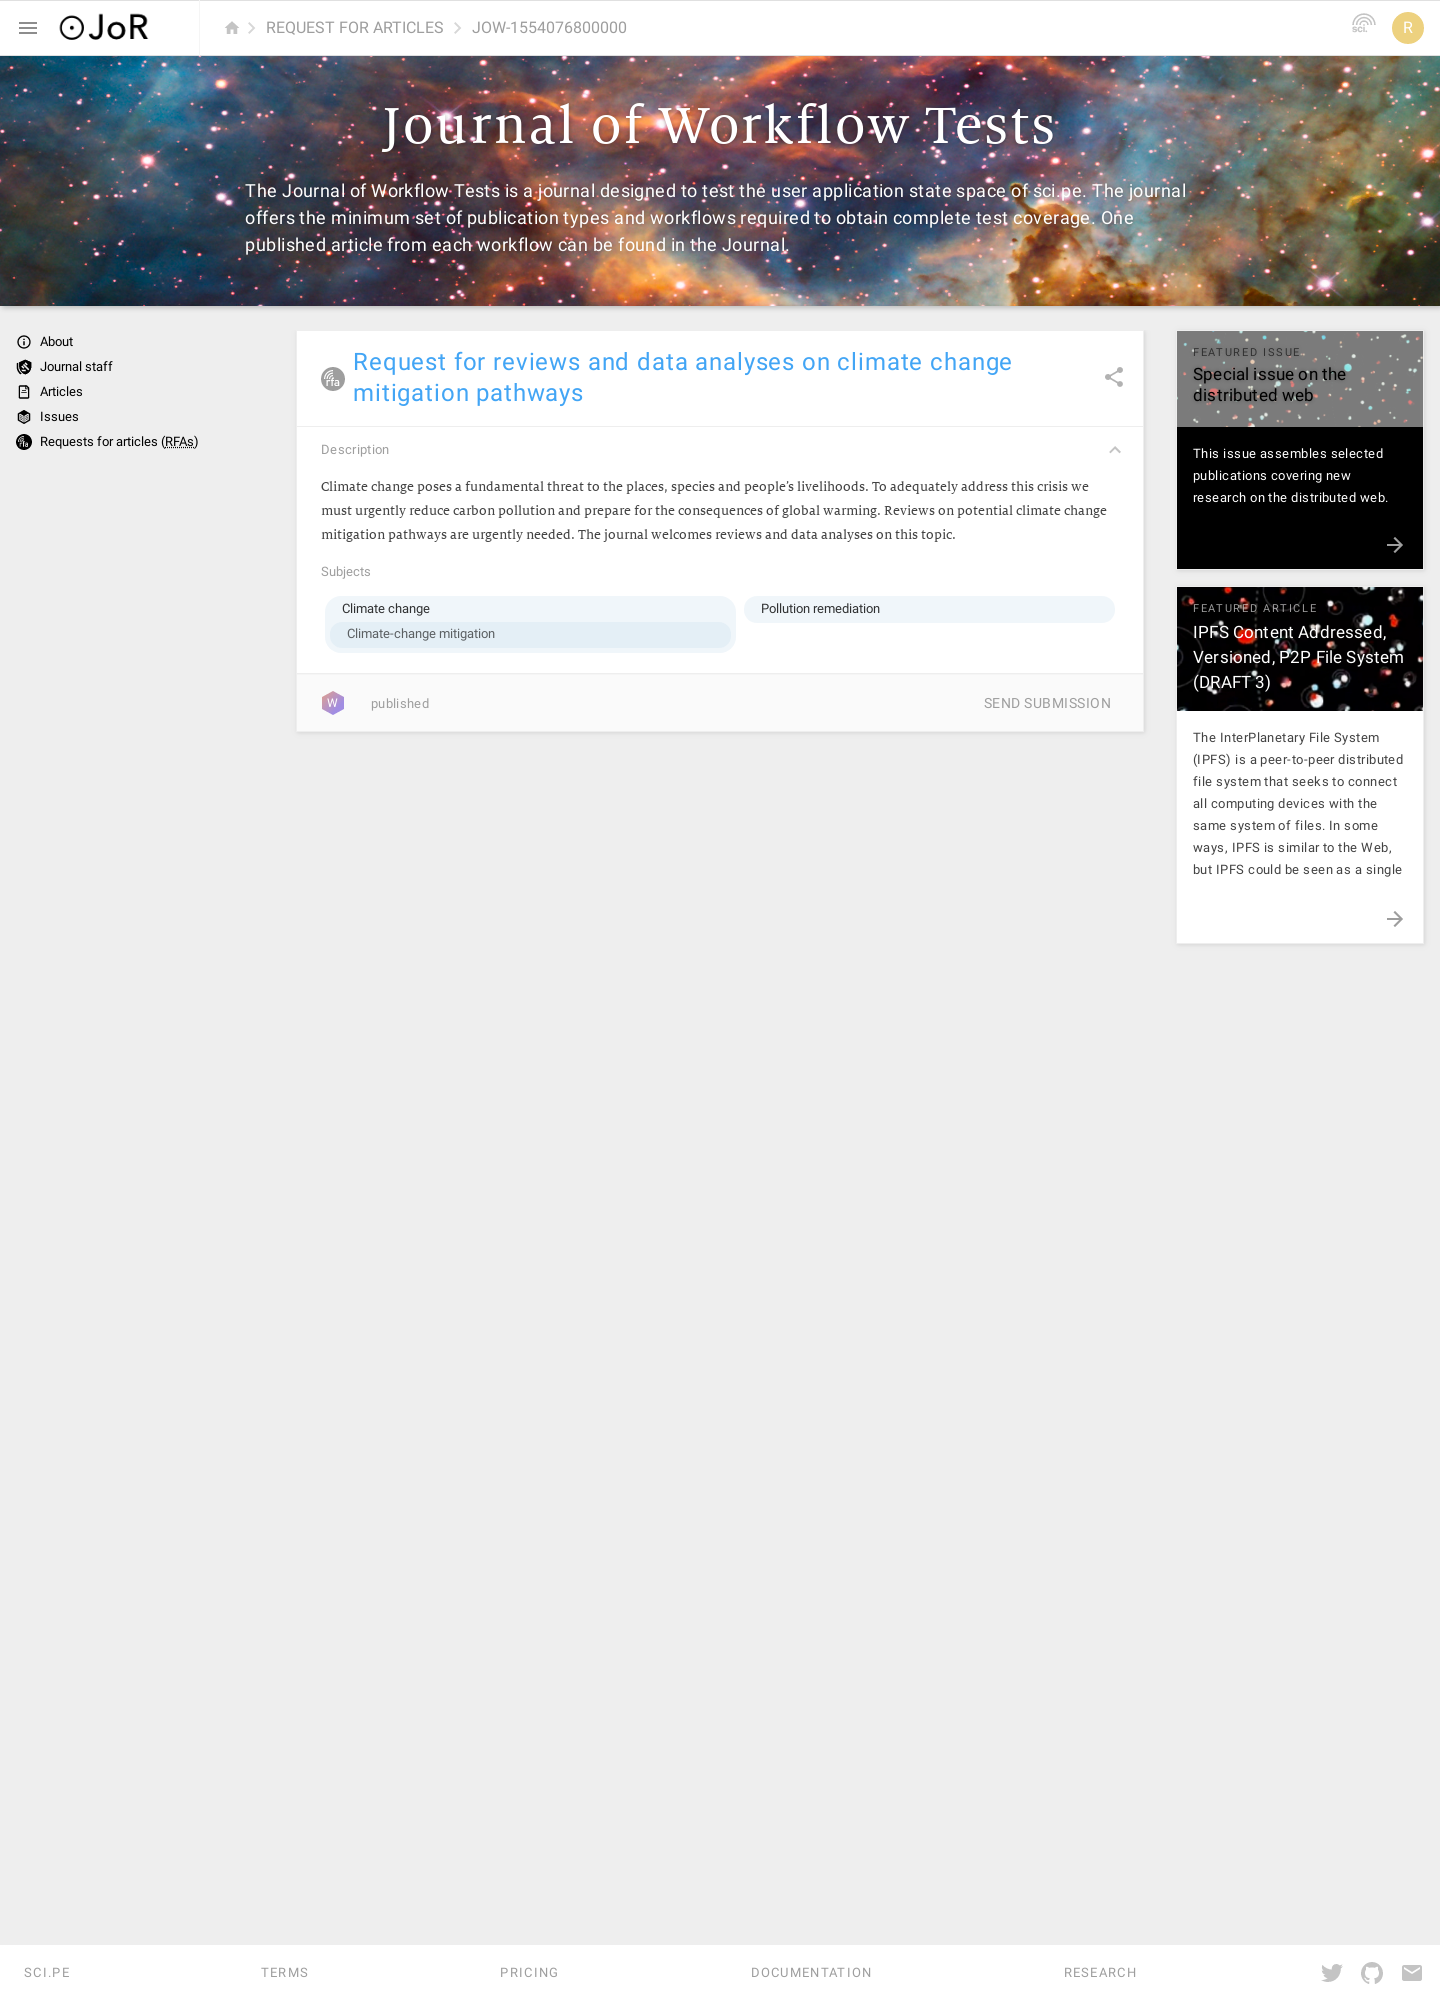 JoR
REQUEST FOR ARTICLES
JOW-1554076800000
sci.
R
Journal of Workflow Tests
The Journal of Workflow Tests is a journal designed to test the user application state space of sci.pe. The journal
offers the minimum set of publication types and workflows required to obtain complete test coverage. One
published article from each workflow can be found in the Journal.
About
Journal staff
Articles
Issues
Requests for articles (RFAs)
rfa
Request for reviews and data analyses on climate change
mitigation pathways
Description
Climate change poses a fundamental threat to the places, species and people's livelihoods. To adequately address this crisis we
must urgently reduce carbon pollution and prepare for the consequences of global warming. Reviews on potential climate change
mitigation pathways are urgently needed. The journal welcomes reviews and data analyses on this topic.
Subjects
Climate change
Pollution remediation
Climate-change mitigation
W
published
SEND SUBMISSION
FEATURED ISSUE
Special issue on the
distributed web
This issue assembles selected
publications covering new
research on the distributed web.
FEATURED ARTICLE
IPFS Content Addressed,
Versioned, P2P File System
(DRAFT 3)
The InterPlanetary File System
(IPFS) is a peer-to-peer distributed
file system that seeks to connect
all computing devices with the
same system of files. In some
ways, IPFS is similar to the Web,
but IPFS could be seen as a single
SCI.PE
TERMS
PRICING
DOCUMENTATION
RESEARCH